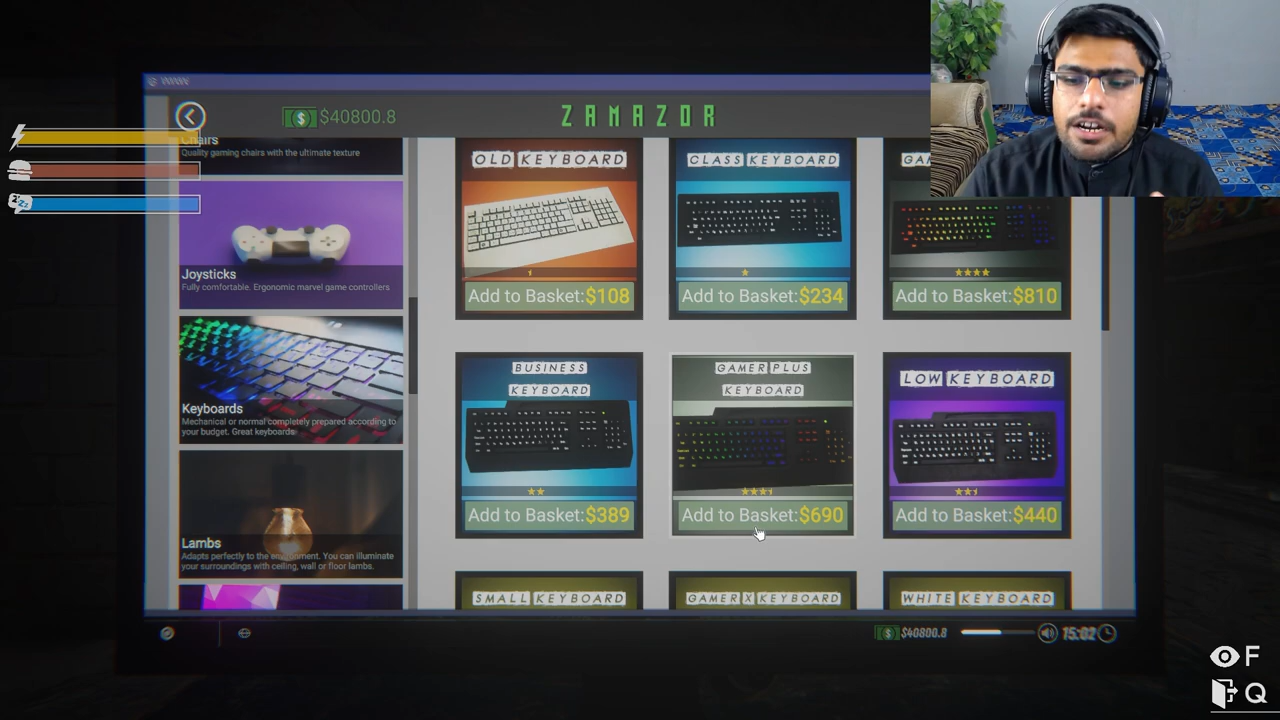 $40800.8
ZAMAZOR
Chairs
Quality gaming chairs with the ultimate texture
Joysticks
Fully comfortable. Ergonomic marvel game controllers
Keyboards
Mechanical or normal completely prepared according to
your budget. Great keyboards
Lambs
Adapts perfectly to the environment. You can illuminate
your surroundings with ceiling, wall or floor lambs.
OLD KEYBOARD
Add to Basket:$108
CLASS KEYBOARD
Add to Basket:$234
Add to Basket:$810
BUSINESS
KEYBOARD
Add to Basket:$389
GAMER PLUS
KEYBOARD
Add to Basket:$690
LOW KEYBOARD
Add to Basket:$440
SMALL KEYBOARD
GAMER X KEYBOARD
WHITE KEYBOARD
$40800.8
15:02
F
Q